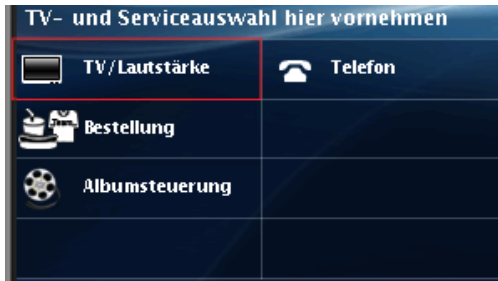 TV- und Serviceauswahl hier vornehmen
TV/Lautstärke
Telefon
Bestellung
Albumsteuerung